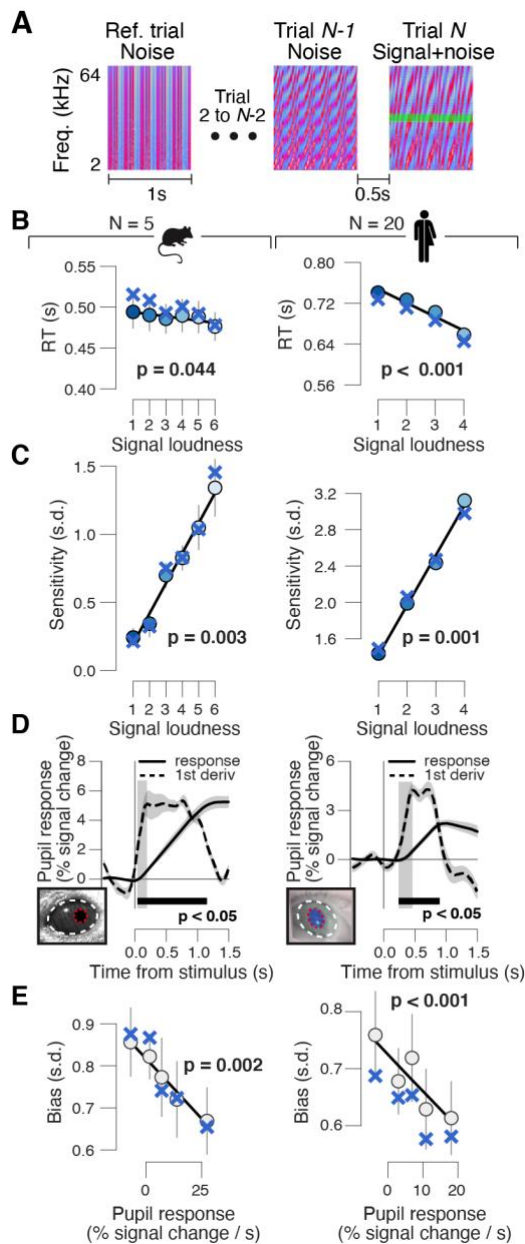 A
Ref. trial
Noise
Trial N-1
Noise
Trial N
Signal+noise
Freq. (kHz)
64
2
Trial
2 to N-2
1s
0.5s
B
N = 5
N = 20
RT (s)
0.55
0.50
0.45
0.40
p = 0.044
1 2 3 4 5 6
Signal loudness
RT (s)
0.80
0.72
0.64
0.56
p < 0.001
1 2 3 4
Signal loudness
C
Sensitivity (s.d.)
1.5
1.0
0.5
0.0
p = 0.003
1 2 3 4 5 6
Signal loudness
Sensitivity (s.d.)
3.2
2.4
2.0
1.6
p = 0.001
1 2 3 4
Signal loudness
D
Pupil response
(% signal change)
8
6
4
2
0
response
1st deriv
p < 0.05
0.0 0.5 1.0 1.5
Time from stimulus (s)
Pupil response
(% signal change)
6
3
0
response
1st deriv
p < 0.05
0.0 0.5 1.0 1.5
Time from stimulus (s)
E
Bias (s.d.)
0.9
0.8
0.7
0.6
p = 0.002
0 25
Pupil response
(% signal change / s)
Bias (s.d.)
0.8
0.7
0.6
p < 0.001
0 10 20
Pupil response
(% signal change / s)